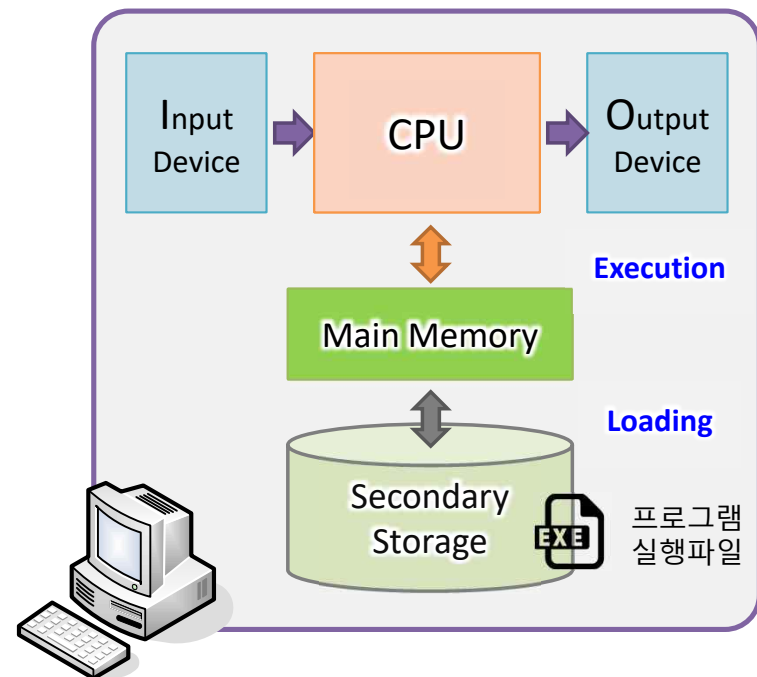 Input
Device
CPU
Output
Device
Execution
Main Memory
Loading
Secondary
Storage
EXE
프로그램
실행파일